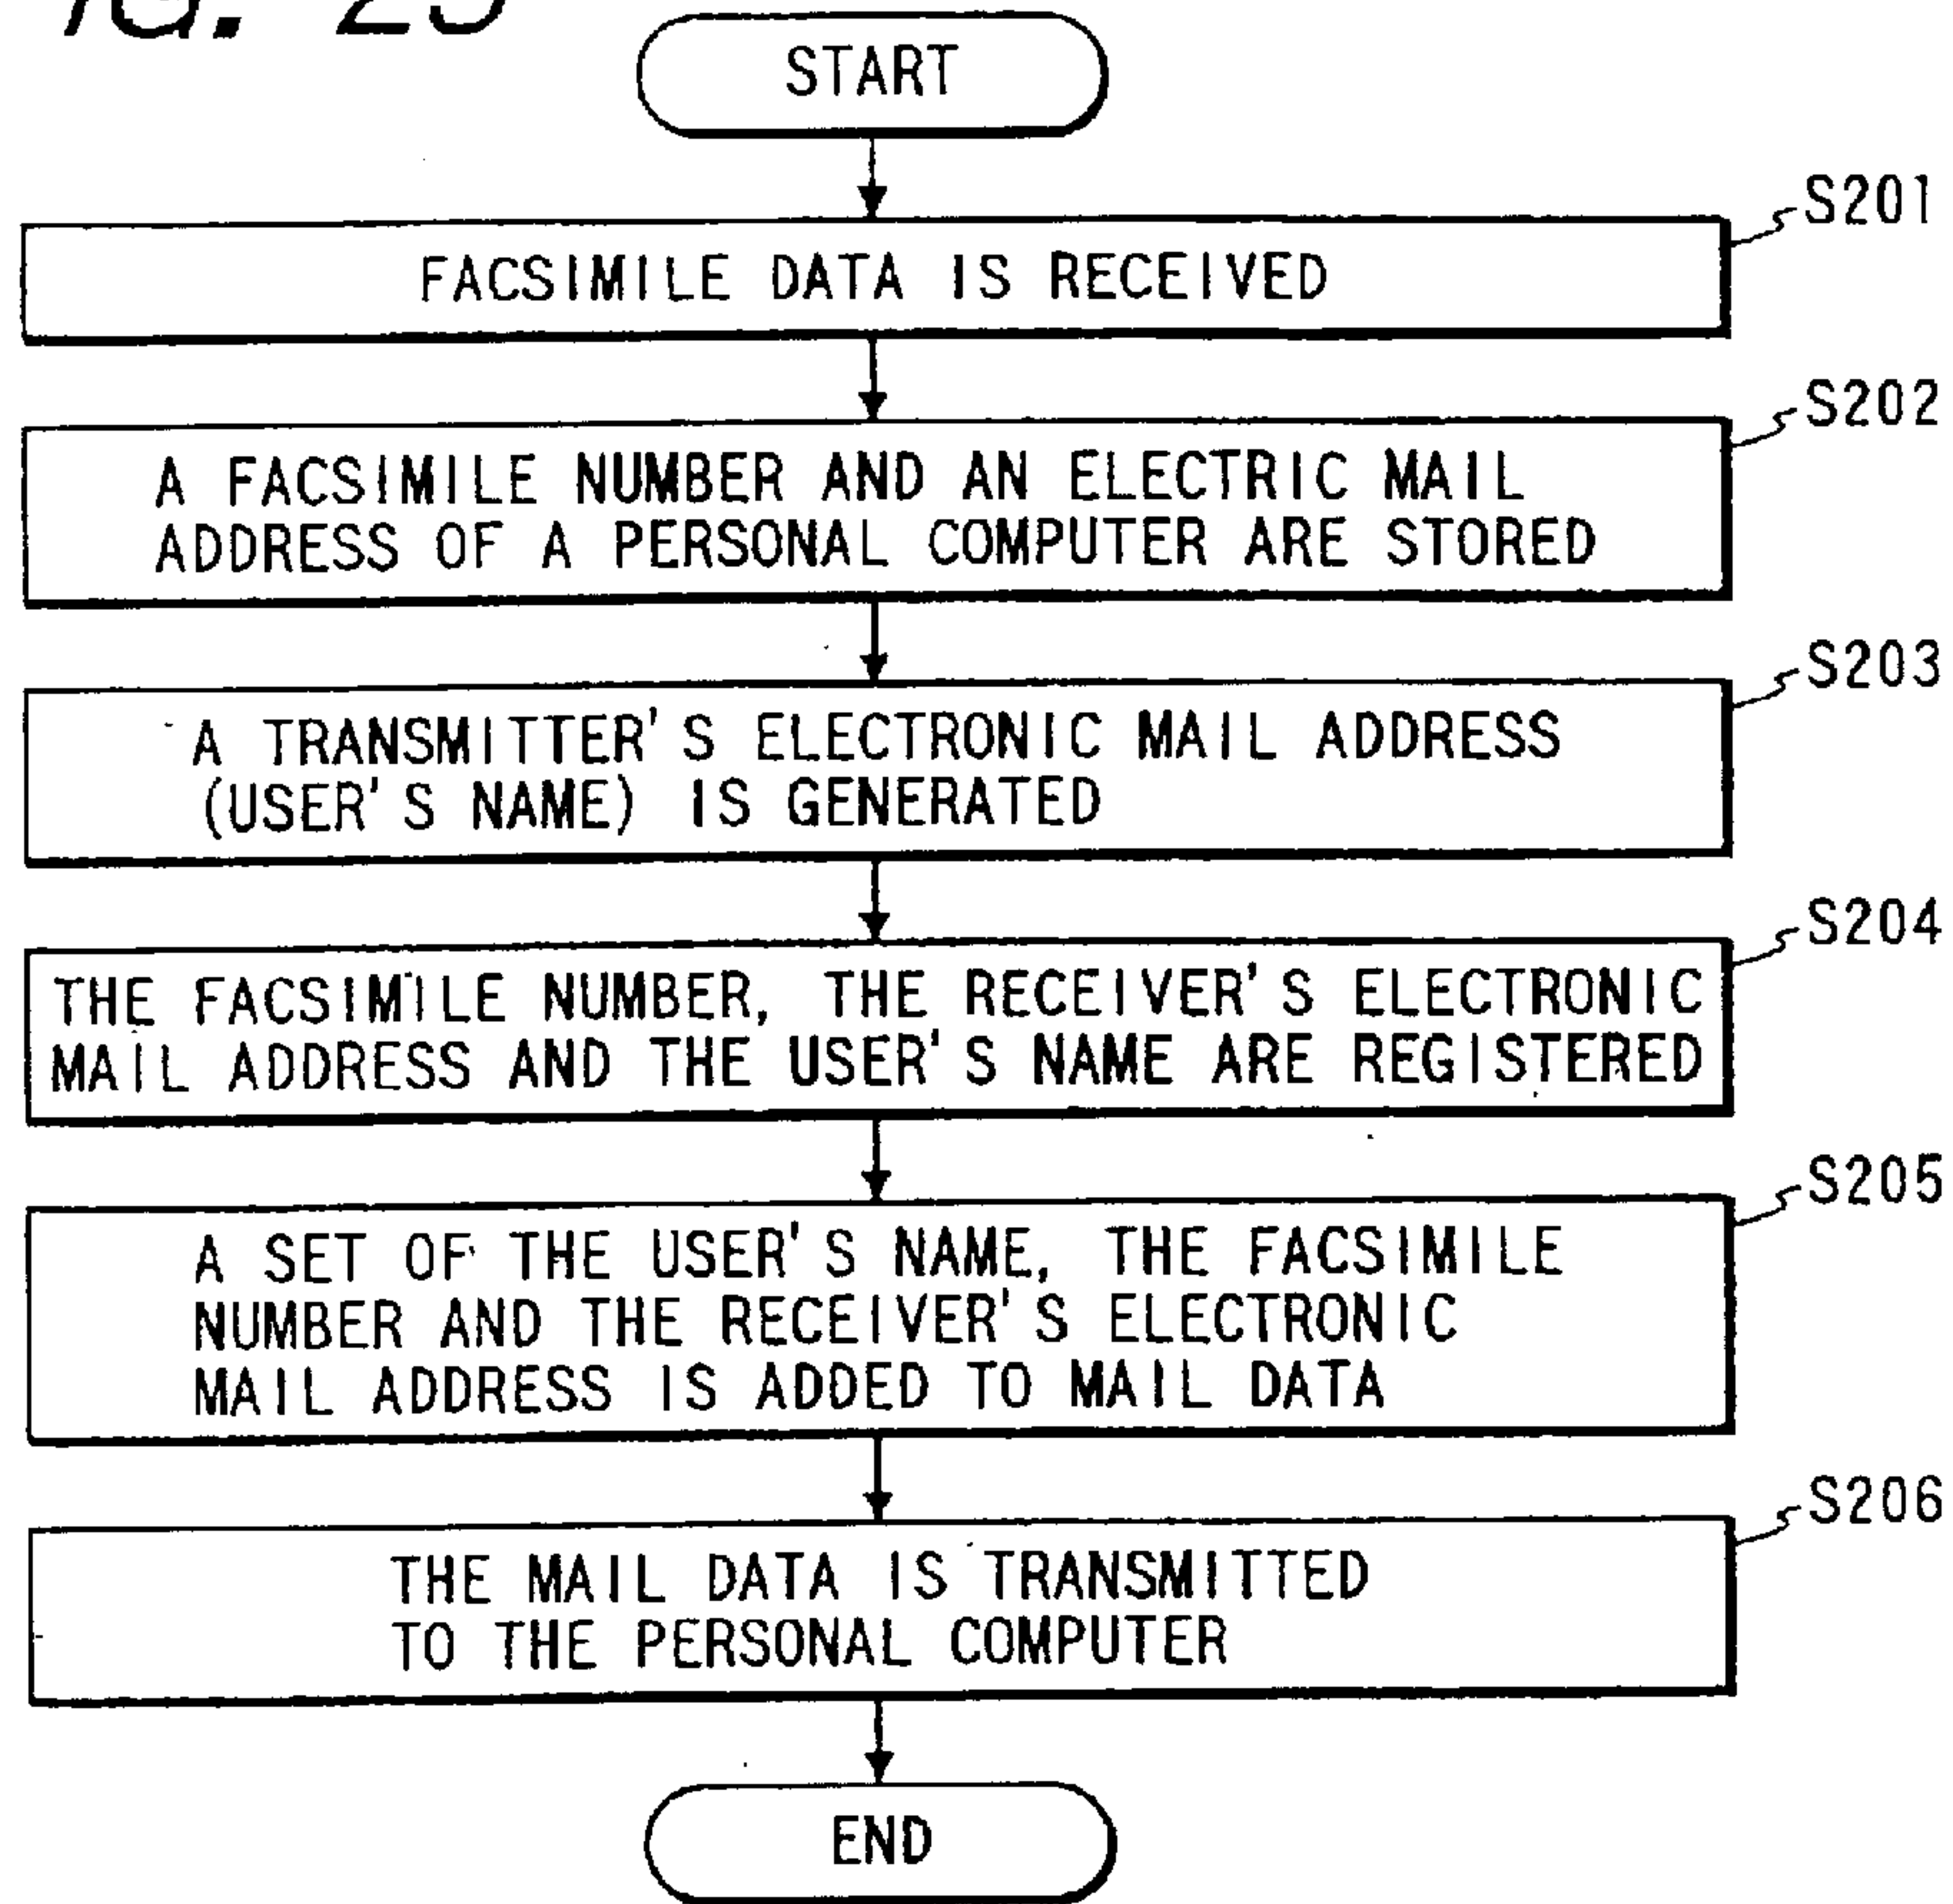 START
S201
FACSIMILE DATA IS RECEIVED
S202
A FACSIMILE NUMBER AND AN ELECTRIC MAIL
ADDRESS OF A PERSONAL COMPUTER ARE STORED
S203
A TRANSMITTER'S ELECTRONIC MAIL ADDRESS
(USER'S NAME) IS GENERATED
S204
THE FACSIMILE NUMBER, THE RECEIVER'S ELECTRONIC
MAIL ADDRESS AND THE USER'S NAME ARE REGISTERED
S205
A SET OF THE USER'S NAME, THE FACSIMILE
NUMBER AND THE RECEIVER'S ELECTRONIC
MAIL ADDRESS IS ADDED TO MAIL DATA
S206
THE MAIL DATA IS TRANSMITTED
TO THE PERSONAL COMPUTER
END